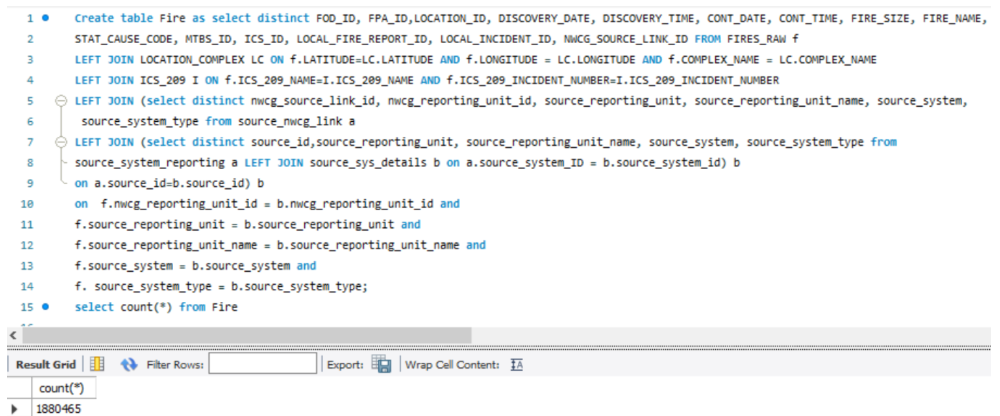 1 Create table Fire as select distinct FOD_ID, FPA_ID,LOCATION_ID, DISCOVERY_DATE, DISCOVERY_TIME, CONT_DATE, CONT_TIME, FIRE_SIZE, FIRE_NAME,
2 STAT_CAUSE_CODE, MTBS_ID, ICS_ID, LOCAL_FIRE_REPORT_ID, LOCAL_INCIDENT_ID, NWCG_SOURCE_LINK_ID FROM FIRES_RAW f
3 LEFT JOIN LOCATION_COMPLEX LC ON f.LATITUDE=LC.LATITUDE AND f.LONGITUDE = LC.LONGITUDE AND f.COMPLEX_NAME = LC.COMPLEX_NAME
4 LEFT JOIN ICS_209 I ON f.ICS_209_NAME=I.ICS_209_NAME AND f.ICS_209_INCIDENT_NUMBER=I.ICS_209_INCIDENT_NUMBER
5 LEFT JOIN (select distinct nwcg_source_link_id, nwcg_reporting_unit_id, source_reporting_unit, source_reporting_unit_name, source_system,
6 source_system_type from source_nwcg_link a
7 LEFT JOIN (select distinct source_id,source_reporting_unit, source_reporting_unit_name, source_system, source_system_type from
8 source_system_reporting a LEFT JOIN source_sys_details b on a.source_system_ID = b.source_system_id) b
9 on a.source_id=b.source_id) b
10 on f.nwcg_reporting_unit_id = b.nwcg_reporting_unit_id and
11 f.source_reporting_unit = b.source_reporting_unit and
12 f.source_reporting_unit_name = b.source_reporting_unit_name and
13 f.source_system = b.source_system and
14 f. source_system_type = b.source_system_type;
15 select count(*) from Fire
Result Grid Filter Rows: Export: Wrap Cell Content:
count(*)
1880465